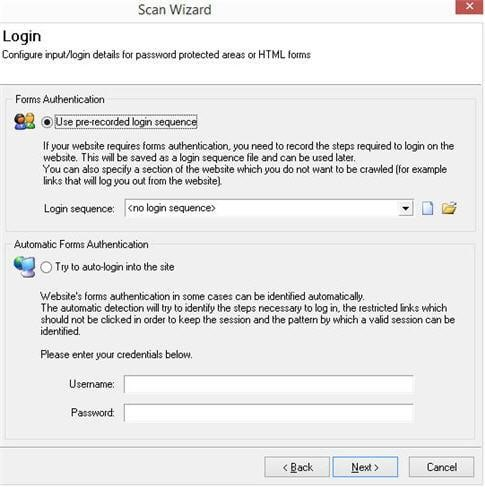 Scan Wizard
Login
Configure input/login details for password protected areas or HTML forms
Forms Authentication
Use pre-recorded login sequence
If your website requires forms authentication, you need to record the steps required to login on the
website. This will be saved as a login sequence file and can be used later.
You can also specify a section of the website which you do not want to be crawled (for example
links that will log you out from the website).
Login sequence: <no login sequence>
Automatic Forms Authentication
Try to auto-login into the site
Website's forms authentication in some cases can be identified automatically.
The automatic detection will try to identify the steps necessary to log in, the restricted links which
should not be clicked in order to keep the session and the pattern by which a valid session can be
identified.
Please enter your credentials below.
Username:
Password:
< Back Next > Cancel